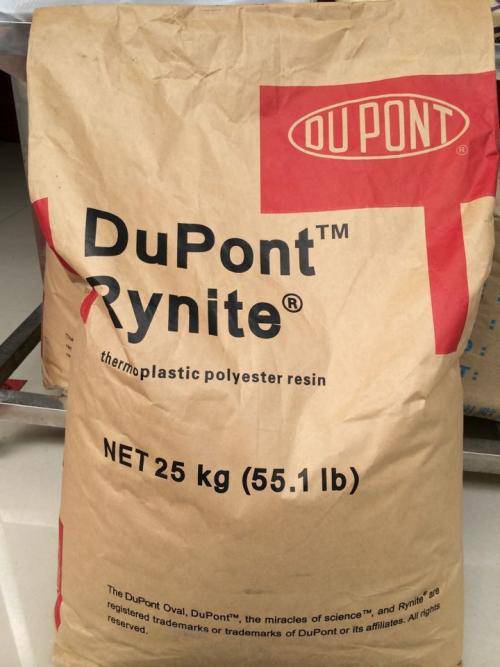 DU PONT®
DuPont™
Rynite®
thermoplastic polyester resin
NET 25 kg (55.1 lb)
The DuPont Oval, DuPont™, the miracles of science™, and Rynite® are
registered trademarks or trademarks of DuPont or its affiliates. All rights
reserved.